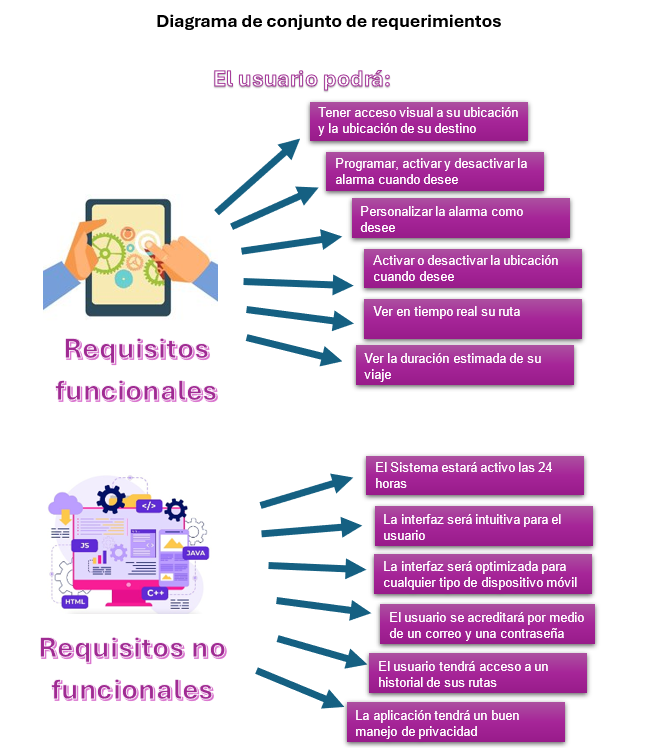 Diagrama de conjunto de requerimientos
El usuario podrá:
Tener acceso visual a su ubicación
y la ubicación de su destino
Programar, activar y desactivar la
alarma cuando desee
Personalizar la alarma como
desee
Activar o desactivar la ubicación
cuando desee
Ver en tiempo real su ruta
Ver la duración estimada de su
viaje
Requisitos
funcionales
El Sistema estará activo las 24
horas
La interfaz será intuitiva para el
usuario
La interfaz será optimizada para
cualquier tipo de dispositivo móvil
El usuario se acreditará por medio
de un correo y una contraseña
El usuario tendrá acceso a un
historial de sus rutas
La aplicación tendrá un buen
manejo de privacidad
</>
JS
JAVA
C++
HTML
Requisitos no
funcionales